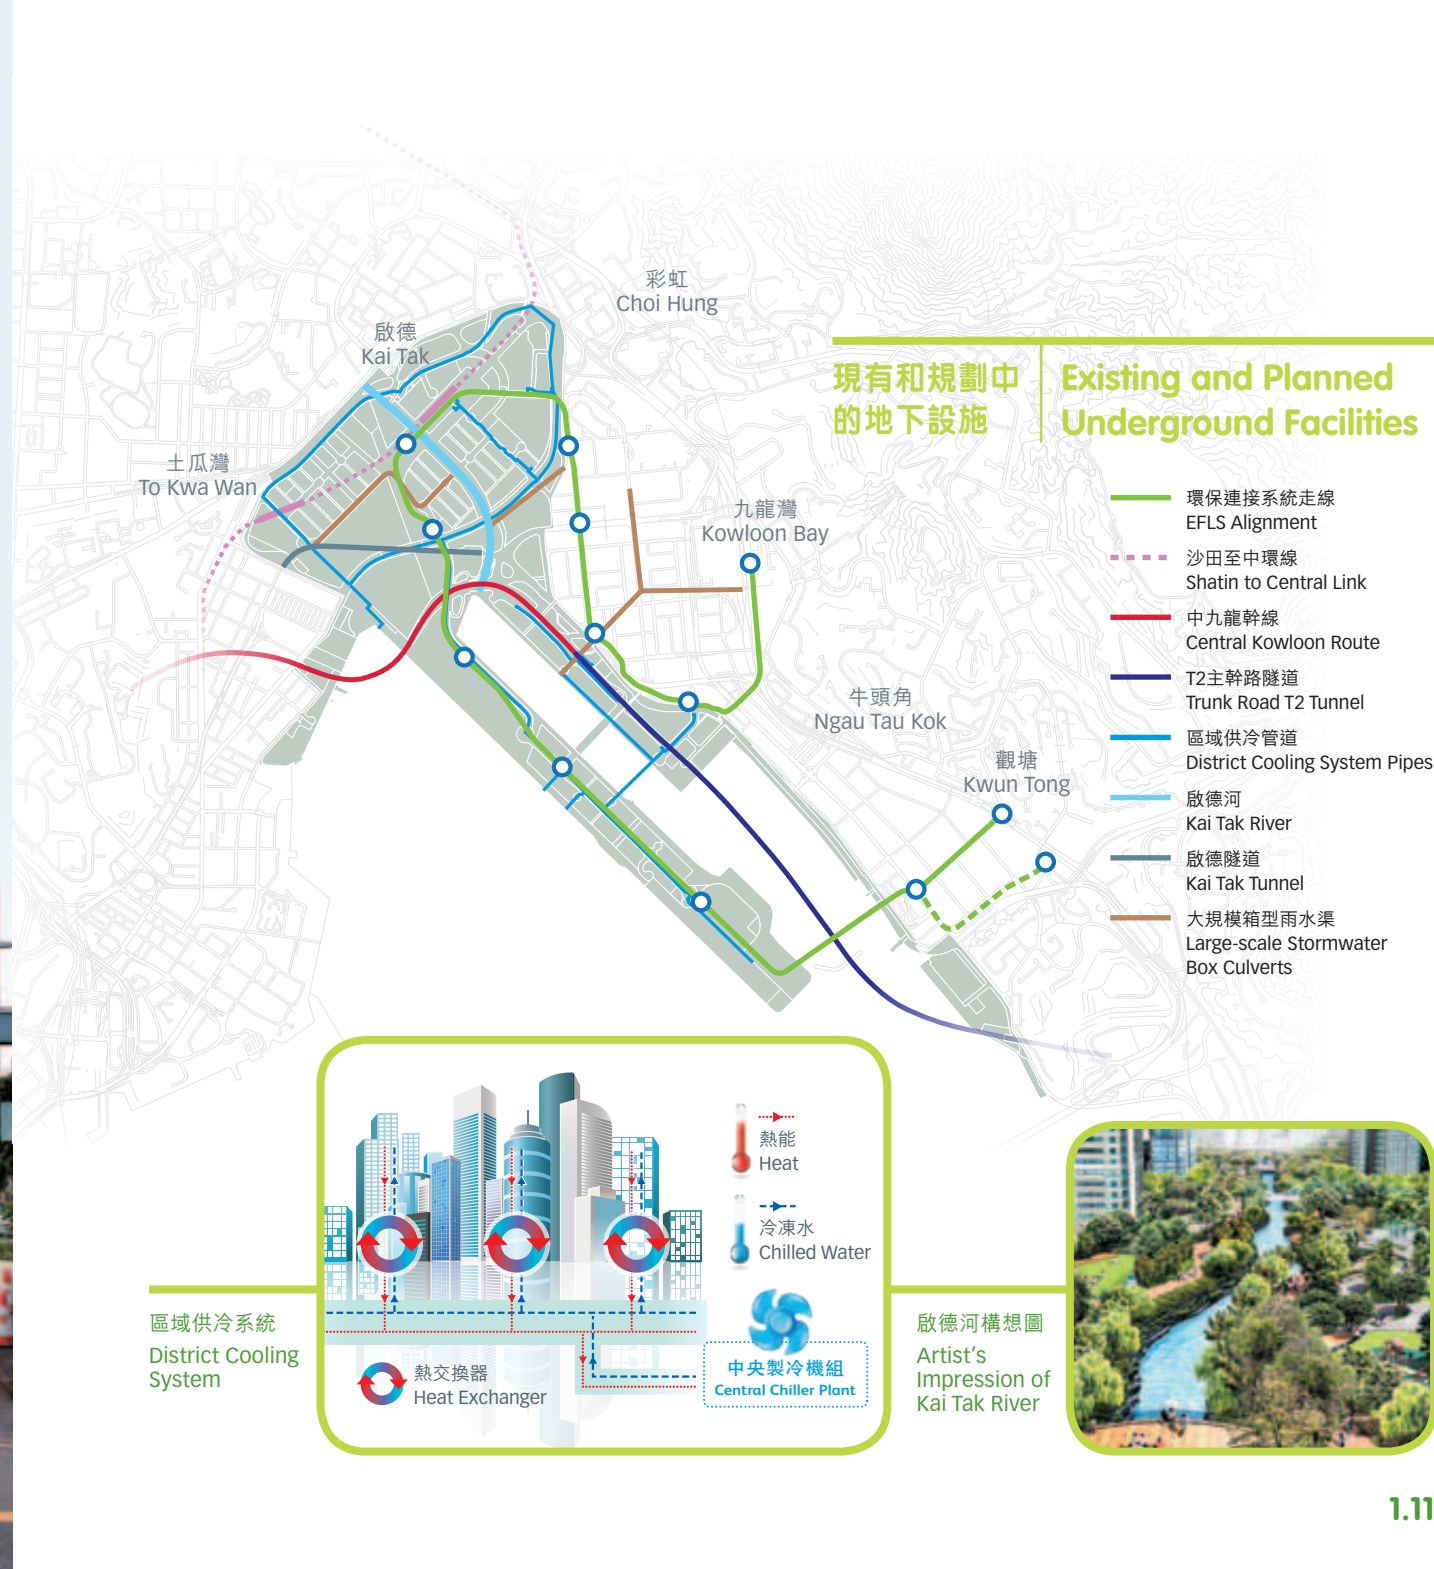 彩虹
Choi Hung
啟德
Kai Tak
現有和規劃中
的地下設施
Existing and Planned
Underground Facilities
土瓜灣
To Kwa Wan
九龍灣
Kowloon Bay
牛頭角
Ngau Tau Kok
觀塘
Kwun Tong
環保連接系統走線
EFLS Alignment
沙田至中環線
Shatin to Central Link
中九龍幹線
Central Kowloon Route
T2主幹路隧道
Trunk Road T2 Tunnel
區域供冷管道
District Cooling System Pipes
啟德河
Kai Tak River
啟德隧道
Kai Tak Tunnel
大規模箱型雨水渠
Large-scale Stormwater
Box Culverts
熱能
Heat
冷凍水
Chilled Water
熱交換器
Heat Exchanger
中央製冷機組
Central Chiller Plant
區域供冷系統
District Cooling
System
啟德河構想圖
Artist's
Impression of
Kai Tak River
1.11